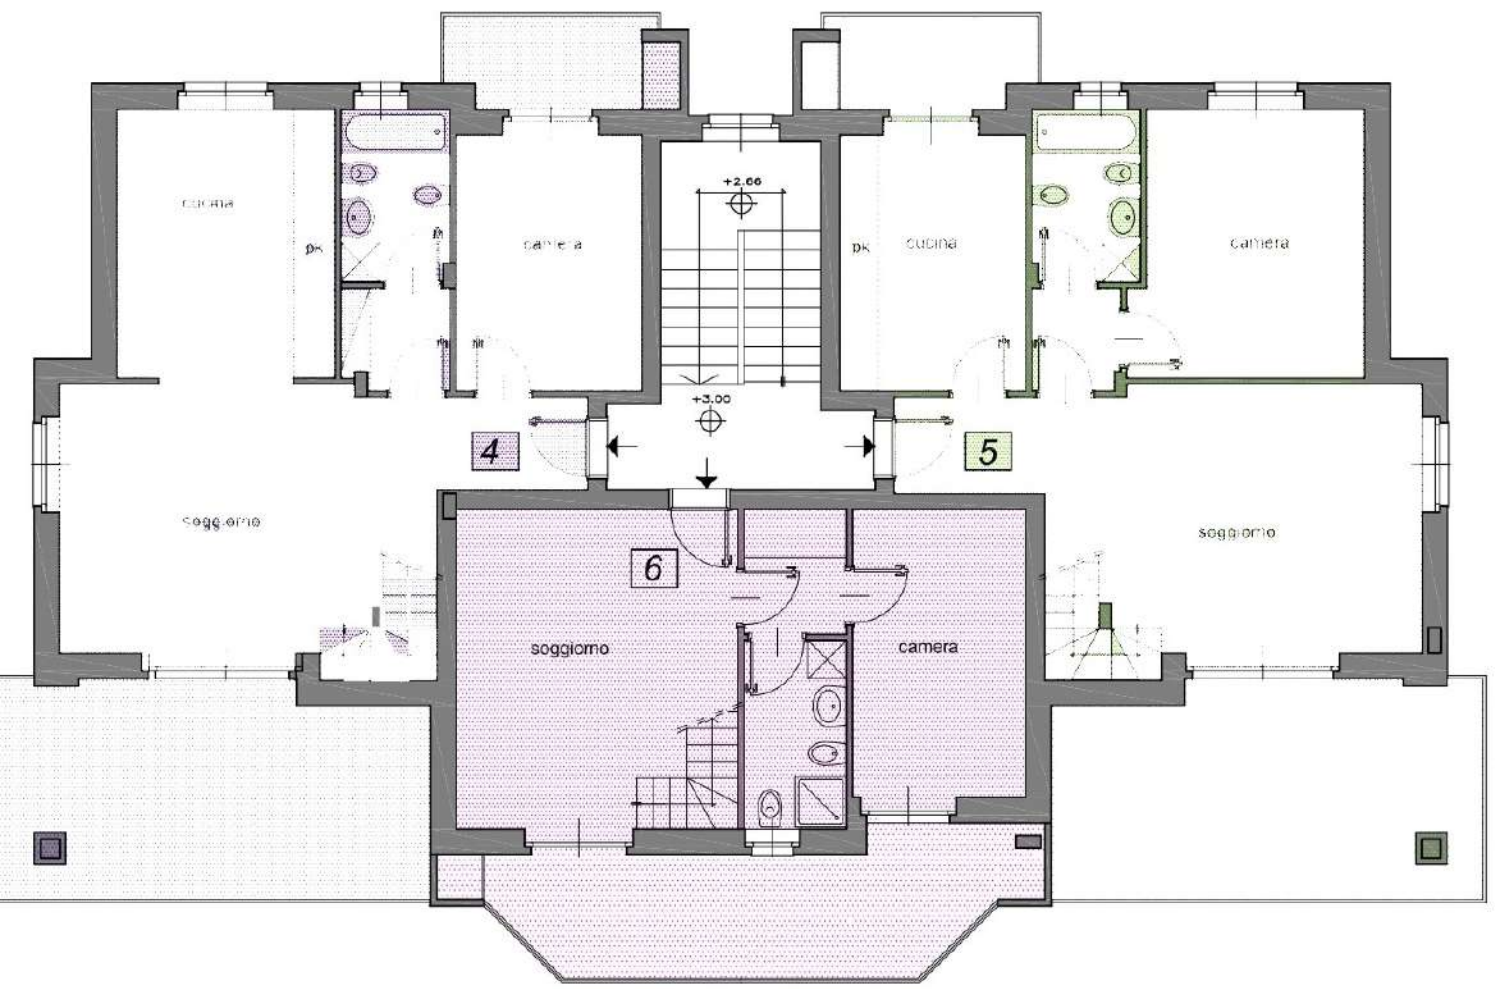 +2.66
cucina
pk
camera
pk
cucina
camera
+3.00
4
5
soggiorno
soggiorno
6
soggiorno
camera